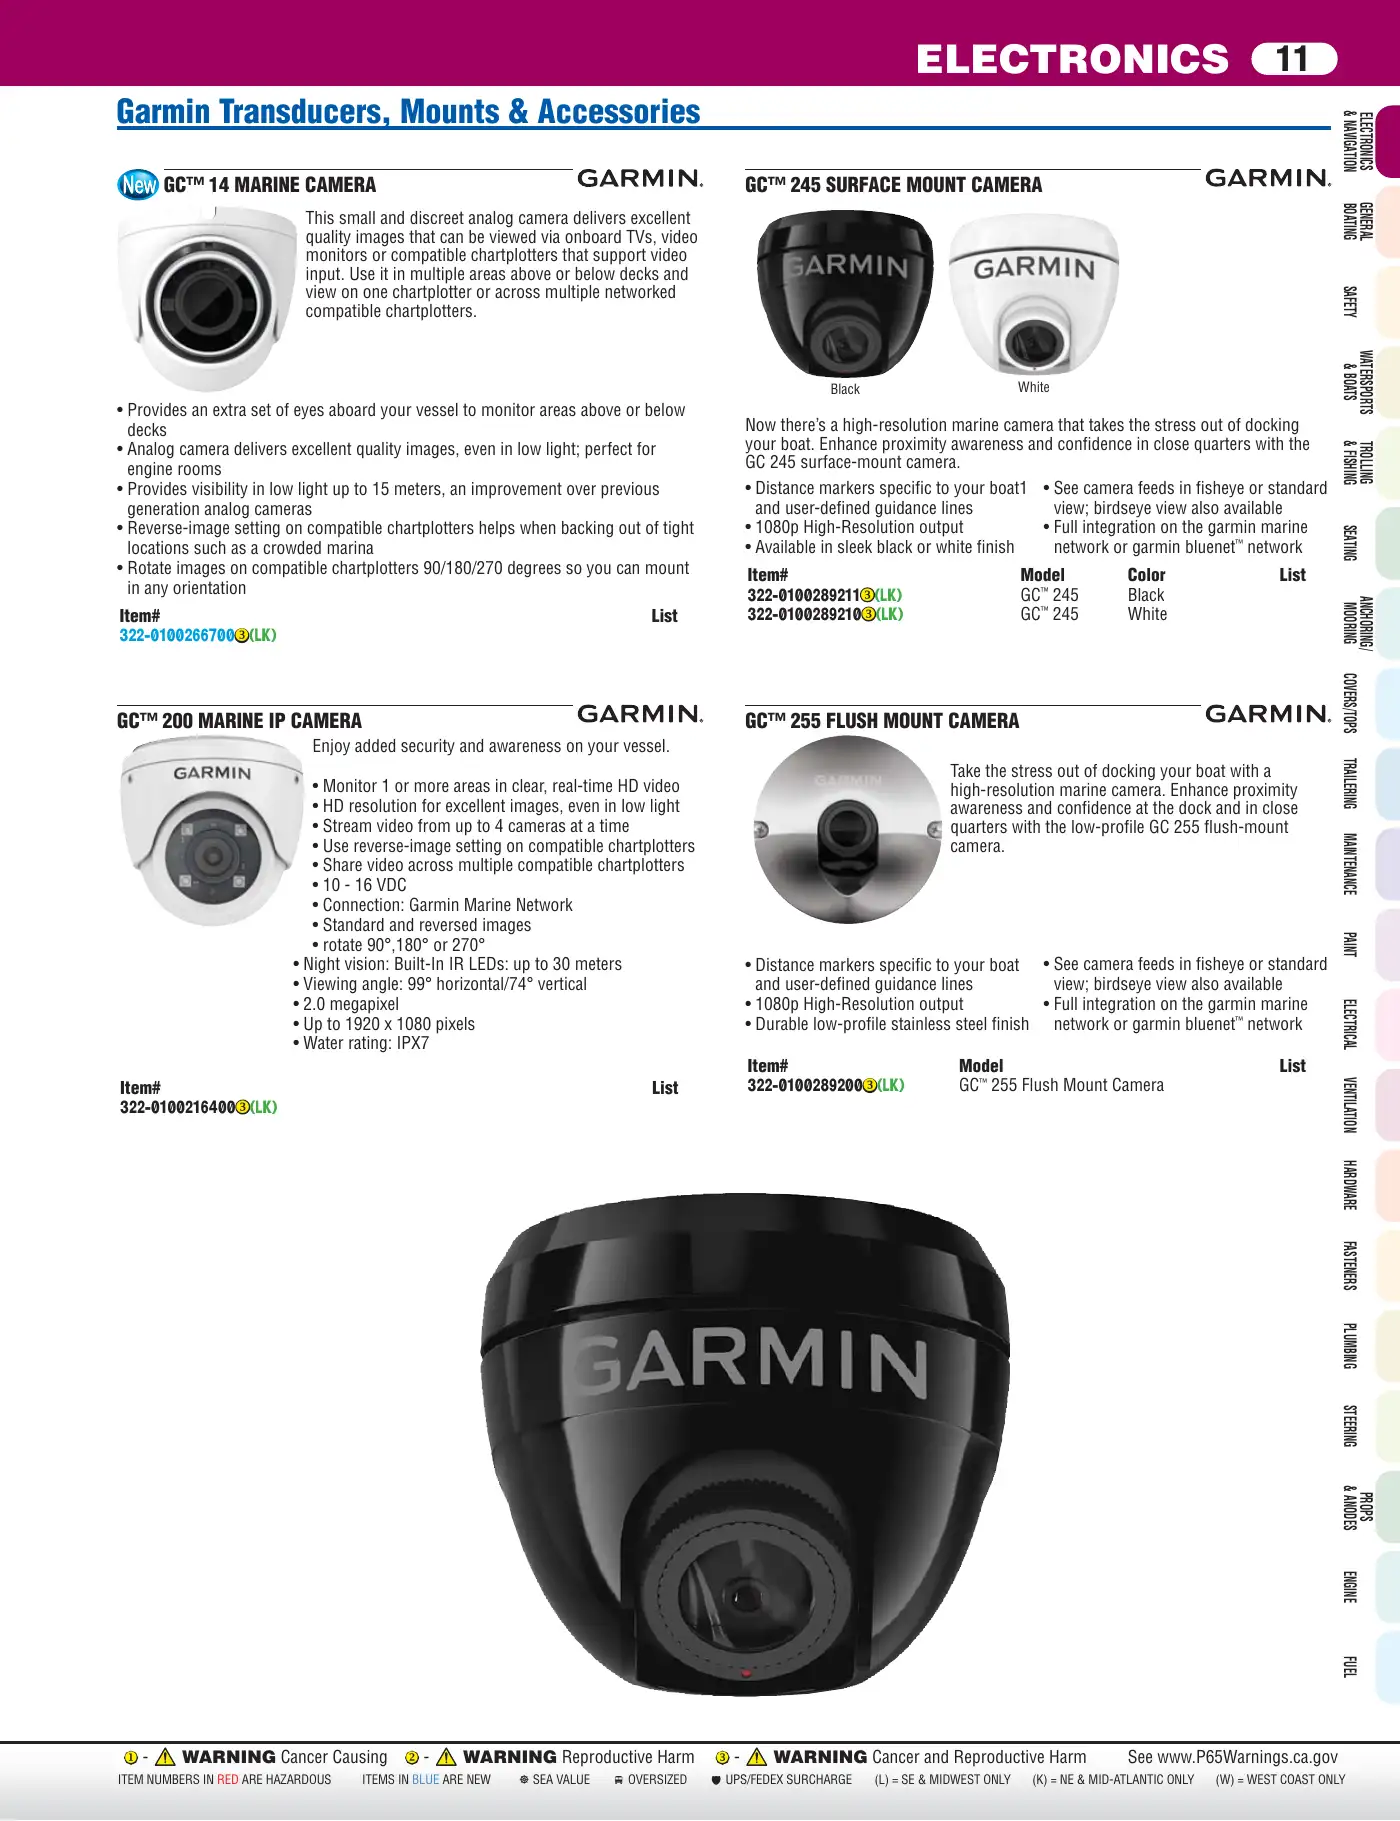 ELECTRONICS 11
Garmin Transducers, Mounts & Accessories
New GC™ 14 MARINE CAMERA
GARMIN®
This small and discreet analog camera delivers excellent
quality images that can be viewed via onboard TVs, video
monitors or compatible chartplotters that support video
input. Use it in multiple areas above or below decks and
view on one chartplotter or across multiple networked
compatible chartplotters.
• Provides an extra set of eyes aboard your vessel to monitor areas above or below
decks
• Analog camera delivers excellent quality images, even in low light; perfect for
engine rooms
• Provides visibility in low light up to 15 meters, an improvement over previous
generation analog cameras
• Reverse-image setting on compatible chartplotters helps when backing out of tight
locations such as a crowded marina
• Rotate images on compatible chartplotters 90/180/270 degrees so you can mount
in any orientation
Item# List
322-0100266700③(LK)
GC™ 200 MARINE IP CAMERA
GARMIN®
GARMIN
Enjoy added security and awareness on your vessel.
• Monitor 1 or more areas in clear, real-time HD video
• HD resolution for excellent images, even in low light
• Stream video from up to 4 cameras at a time
• Use reverse-image setting on compatible chartplotters
• Share video across multiple compatible chartplotters
• 10 - 16 VDC
• Connection: Garmin Marine Network
• Standard and reversed images
• rotate 90°,180° or 270°
• Night vision: Built-In IR LEDs: up to 30 meters
• Viewing angle: 99° horizontal/74° vertical
• 2.0 megapixel
• Up to 1920 x 1080 pixels
• Water rating: IPX7
Item# List
322-0100216400③(LK)
GC™ 245 SURFACE MOUNT CAMERA
GARMIN®
GARMIN GARMIN
Black White
Now there’s a high-resolution marine camera that takes the stress out of docking
your boat. Enhance proximity awareness and confidence in close quarters with the
GC 245 surface-mount camera.
• Distance markers specific to your boat1
and user-defined guidance lines
• 1080p High-Resolution output
• Available in sleek black or white finish
• See camera feeds in fisheye or standard
view; birdseye view also available
• Full integration on the garmin marine
network or garmin bluenet™ network
Item# Model Color List
322-0100289211③(LK) GC™ 245 Black
322-0100289210③(LK) GC™ 245 White
GC™ 255 FLUSH MOUNT CAMERA
GARMIN®
GARMIN
Take the stress out of docking your boat with a
high-resolution marine camera. Enhance proximity
awareness and confidence at the dock and in close
quarters with the low-profile GC 255 flush-mount
camera.
• Distance markers specific to your boat
and user-defined guidance lines
• 1080p High-Resolution output
• Durable low-profile stainless steel finish
• See camera feeds in fisheye or standard
view; birdseye view also available
• Full integration on the garmin marine
network or garmin bluenet™ network
Item# Model List
322-0100289200③(LK) GC™ 255 Flush Mount Camera
GARMIN
ELECTRONICS
& NAVIGATION
GENERAL
BOATING
SAFETY
WATERSPORTS
& BOATS
TROLLING
& FISHING
SEATING
ANCHORING/
MOORING
COVERS/TOPS
TRAILERING
MAINTENANCE
PAINT
ELECTRICAL
VENTILATION
HARDWARE
FASTENERS
PLUMBING
STEERING
PROPS
& ANODES
ENGINE
FUEL
① - ⚠ WARNING Cancer Causing ② - ⚠ WARNING Reproductive Harm ③ - ⚠ WARNING Cancer and Reproductive Harm See www.P65Warnings.ca.gov
ITEM NUMBERS IN RED ARE HAZARDOUS ITEMS IN BLUE ARE NEW SEA VALUE OVERSIZED UPS/FEDEX SURCHARGE (L) = SE & MIDWEST ONLY (K) = NE & MID-ATLANTIC ONLY (W) = WEST COAST ONLY